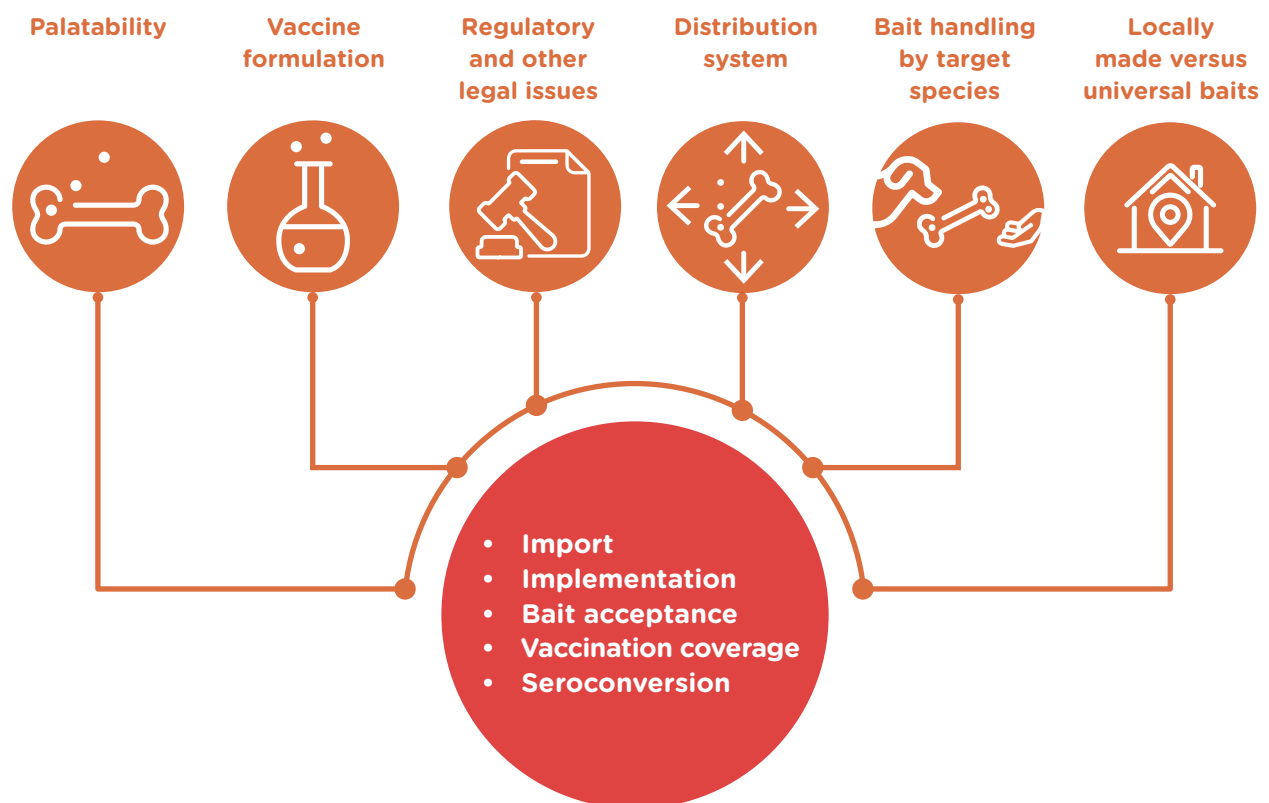 Palatability
Vaccine
formulation
Regulatory
and other
legal issues
Distribution
system
Bait handling
by target
species
Locally
made versus
universal baits
• Import
• Implementation
• Bait acceptance
• Vaccination coverage
• Seroconversion